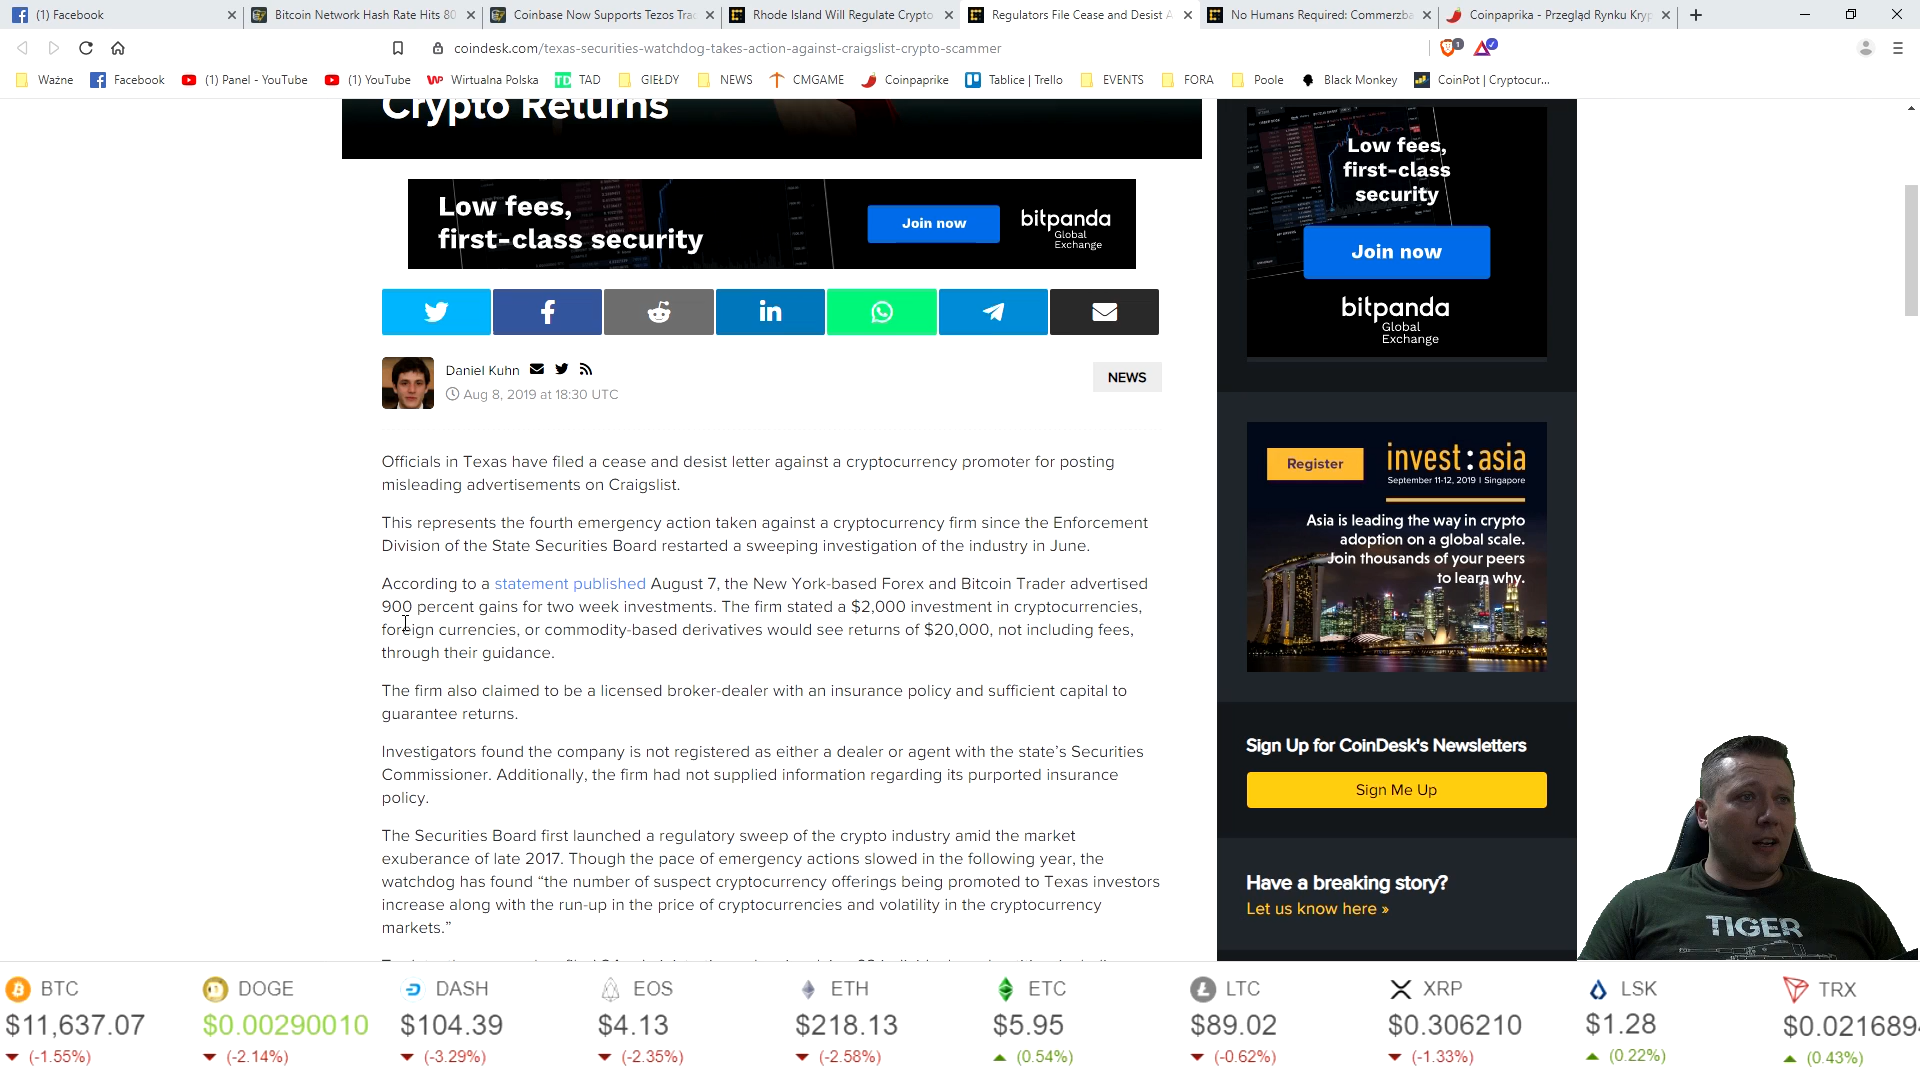 (1) Facebook
Bitcoin Network Hash Rate Hits 80
Coinbase Now Supports Tezos Trac
Rhode Island Will Regulate Crypto
Regulators File Cease and Desist A
No Humans Required: Commerzba
Coinpaprika - Przegląd Rynku Kryp
coindesk.com/texas-securities-watchdog-takes-action-against-craigslist-crypto-scammer
1
Ważne
Facebook
(1) Panel - YouTube
(1) YouTube
WP Wirtualna Polska
TD TAD
GIEŁDY
NEWS
CMGAME
Coinpaprike
Tablice | Trello
EVENTS
FORA
Poole
Black Monkey
CoinPot | Cryptocur...
Crypto Returns
Low fees,
first-class security
Join now
bitpanda
Global
Exchange
Daniel Kuhn
Aug 8, 2019 at 18:30 UTC
NEWS
Officials in Texas have filed a cease and desist letter against a cryptocurrency promoter for posting
misleading advertisements on Craigslist.
This represents the fourth emergency action taken against a cryptocurrency firm since the Enforcement
Division of the State Securities Board restarted a sweeping investigation of the industry in June.
According to a statement published August 7, the New York-based Forex and Bitcoin Trader advertised
900 percent gains for two week investments. The firm stated a $2,000 investment in cryptocurrencies,
foreign currencies, or commodity-based derivatives would see returns of $20,000, not including fees,
through their guidance.
The firm also claimed to be a licensed broker-dealer with an insurance policy and sufficient capital to
guarantee returns.
Investigators found the company is not registered as either a dealer or agent with the state’s Securities
Commissioner. Additionally, the firm had not supplied information regarding its purported insurance
policy.
The Securities Board first launched a regulatory sweep of the crypto industry amid the market
exuberance of late 2017. Though the pace of emergency actions slowed in the following year, the
watchdog has found “the number of suspect cryptocurrency offerings being promoted to Texas investors
increase along with the run-up in the price of cryptocurrencies and volatility in the cryptocurrency
markets.”
Low fees,
first-class
security
Join now
bitpanda
Global
Exchange
Register
invest:asia
September 11-12, 2019 | Singapore
Asia is leading the way in crypto
adoption on a global scale.
Join thousands of your peers
to learn why.
Sign Up for CoinDesk's Newsletters
Sign Me Up
Have a breaking story?
Let us know here »
TIGER
BTC
$11,637.07
(-1.55%)
DOGE
$0.00290010
(-2.14%)
DASH
$104.39
(-3.29%)
EOS
$4.13
(-2.35%)
ETH
$218.13
(-2.58%)
ETC
$5.95
(0.54%)
LTC
$89.02
(-0.62%)
XRP
$0.306210
(-1.33%)
LSK
$1.28
(0.22%)
TRX
$0.021689
(0.43%)